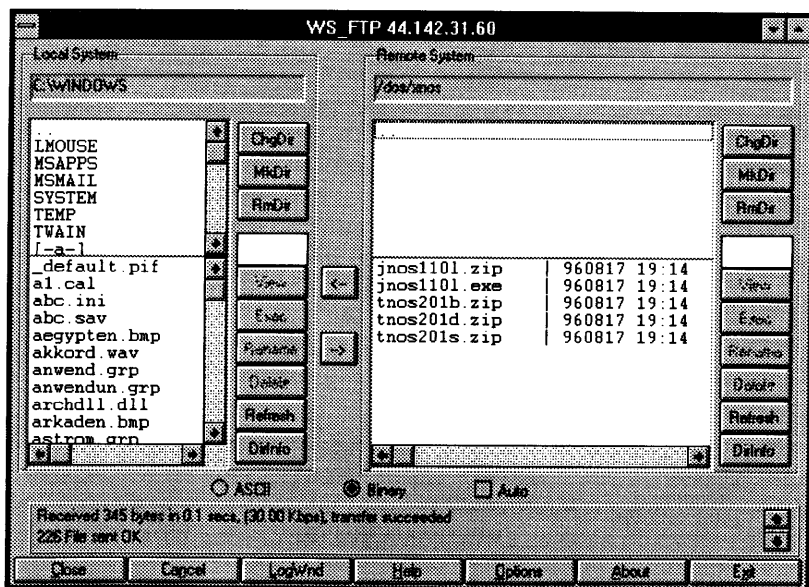 WS_FTP 44.142.31.60
Local System
C:\WINDOWS
..
LMOUSE
MSAPPS
MSMAIL
SYSTEM
TEMP
TWAIN
[-a-]
_default.pif
a1.cal
abc.ini
abc.sav
aegypten.bmp
akkord.wav
anwend.grp
anwendun.grp
archdll.dll
arkaden.bmp
astrom.grp
ChgDir
MkDir
RmDir
View
Exec
Rename
Delete
Refresh
DirInfo
<-
->
Remote System
/dos/xnos
..
jnos110l.zip | 960817 19:14
jnos110l.exe | 960817 19:14
tnos201b.zip | 960817 19:14
tnos201d.zip | 960817 19:14
tnos201s.zip | 960817 19:14
ChgDir
MkDir
RmDir
View
Exec
Rename
Delete
Refresh
DirInfo
ASCII Binary Auto
Received 345 bytes in 0.1 secs, (30.00 Kbps), transfer succeeded
226 File sent OK
Close Cancel LogWnd Help Options About Exit